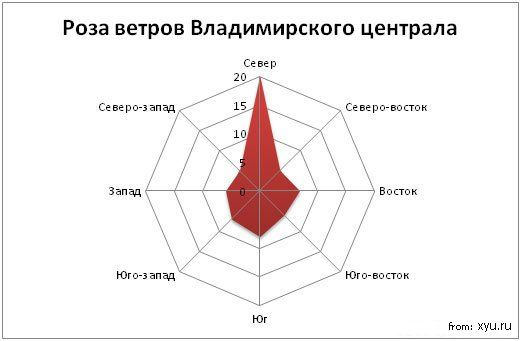 Роза ветров Владимирского централа
Север
20
Северо-запад
15
Северо-восток
10
5
Запад
0
Восток
Юго-запад
Юго-восток
Юг
from: xyu.ru